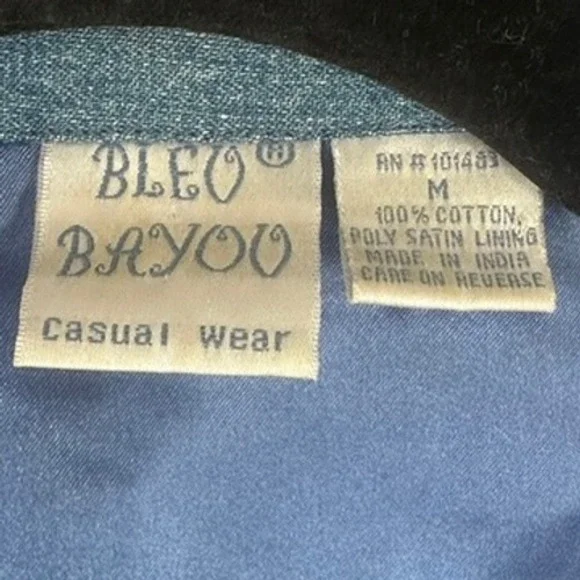 BLEU®
BAYOU
Casual Wear
RN # 101483
M
100% COTTON,
POLY SATIN LINING
MADE IN INDIA
CARE ON REVERSE